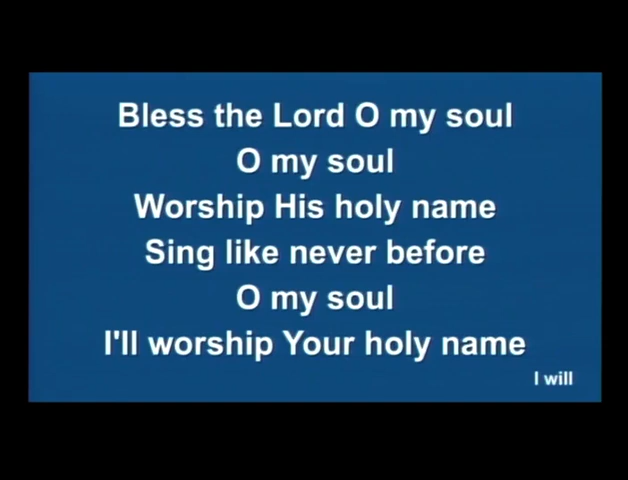 Bless the Lord O my soul
O my soul
Worship His holy name
Sing like never before
O my soul
I'll worship Your holy name
I will